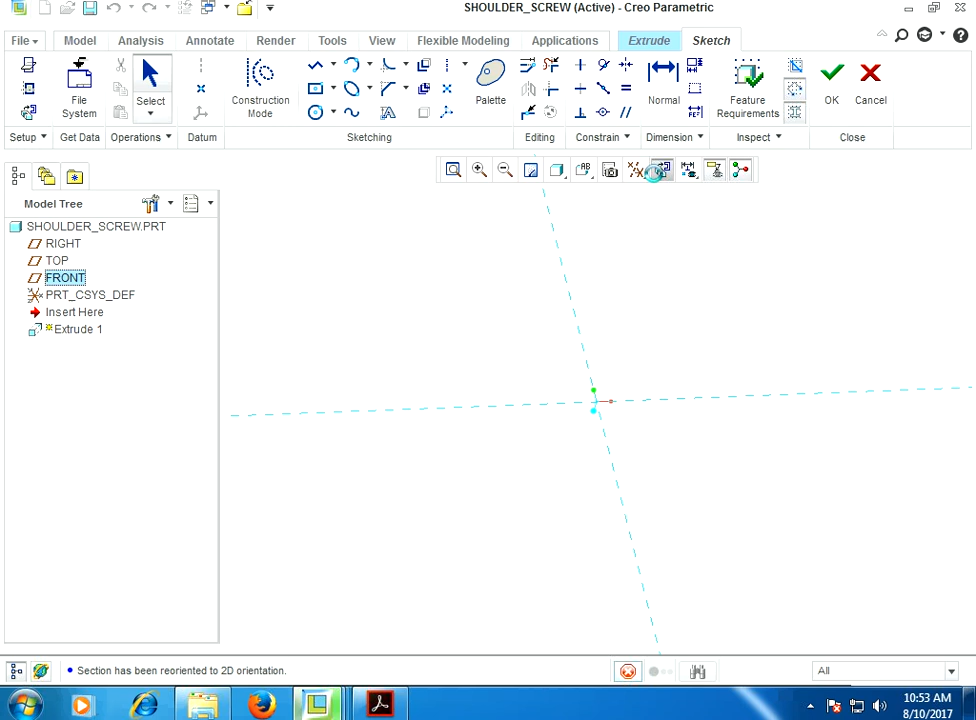 SHOULDER_SCREW (Active) - Creo Parametric
File Model Analysis Annotate Render Tools View Flexible Modeling Applications Extrude Sketch
File System
Select
Construction Mode
Palette
Normal
Feature Requirements
OK
Cancel
Setup Get Data Operations Datum Sketching Editing Constrain Dimension Inspect Close
Model Tree
SHOULDER_SCREW.PRT
RIGHT
TOP
FRONT
PRT_CSYS_DEF
Insert Here
Extrude 1
Section has been reoriented to 2D orientation.
All
10:53 AM
8/10/2017